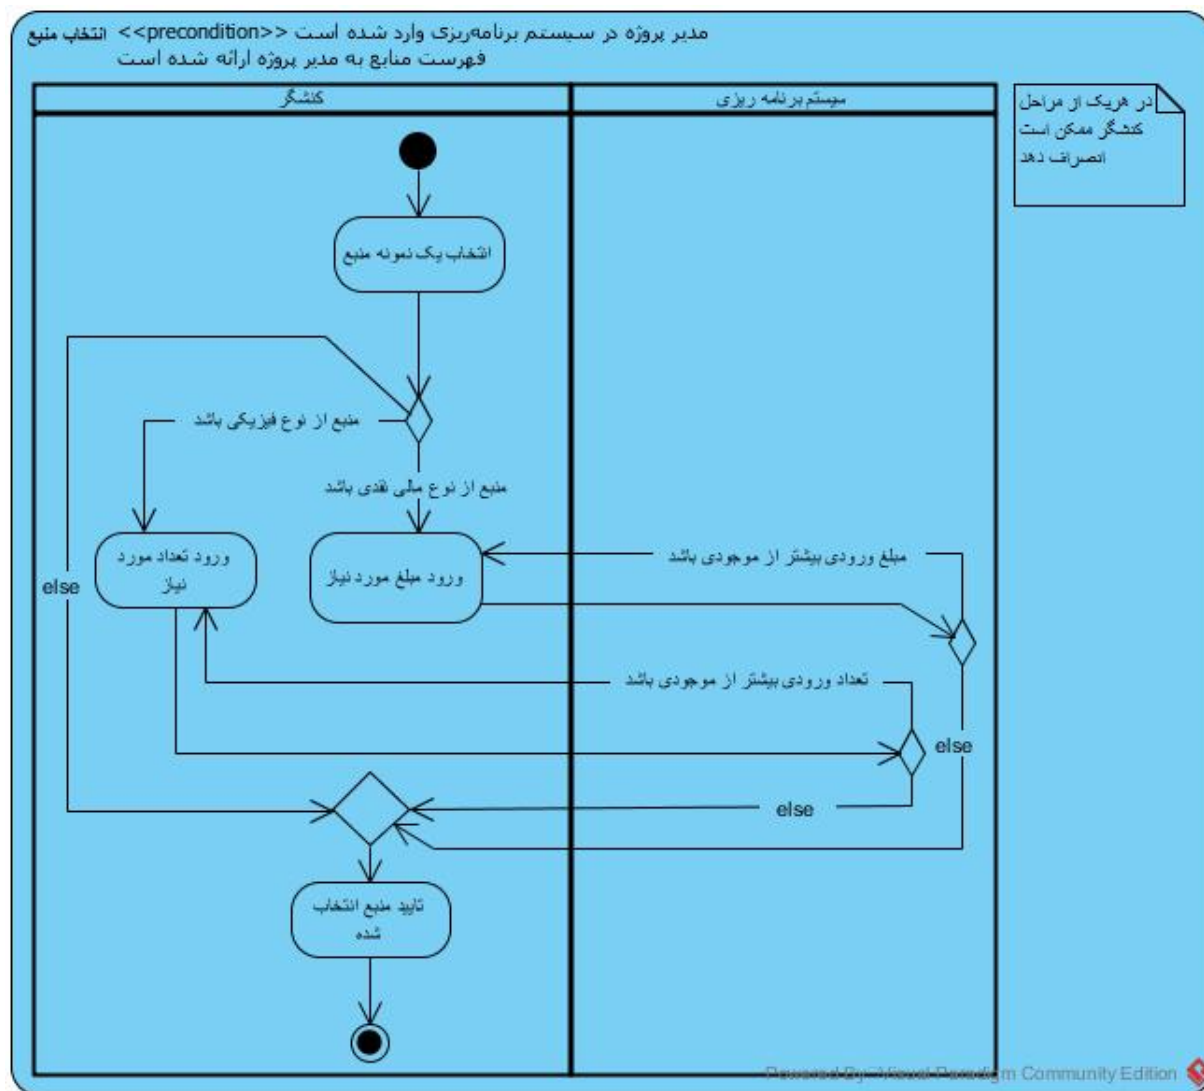 انتخاب منبع <<precondition>> مدیر پروژه در سیستم برنامه‌ریزی وارد شده است
فهرست منابع به مدیر پروژه ارائه شده است
کنشگر
سیستم برنامه ریزی
در هریک از مراحل
کنشگر ممکن است
انصراف دهد
انتخاب یک نمونه منبع
منبع از نوع فیزیکی باشد
منبع از نوع مالی نقدی باشد
ورود تعداد مورد
نیاز
ورود مبلغ مورد نیاز
مبلغ ورودی بیشتر از موجودی باشد
else
تعداد ورودی بیشتر از موجودی باشد
else
else
تایید منبع انتخاب
شده
Powered By Visual Paradigm Community Edition